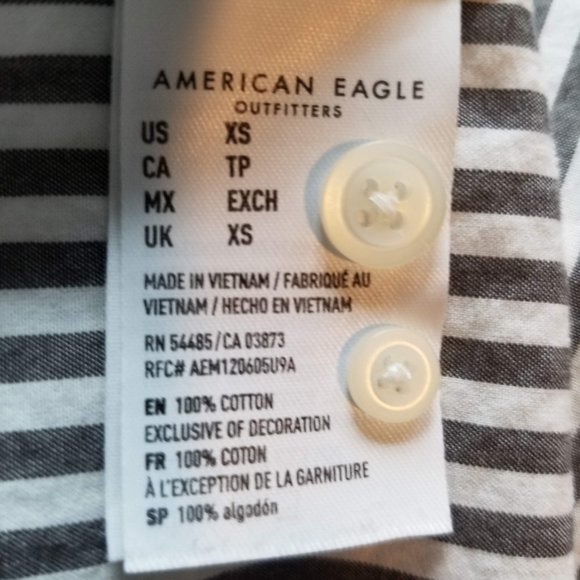 AMERICAN EAGLE
OUTFITTERS
US XS
CA TP
MX EXCH
UK XS
MADE IN VIETNAM / FABRIQUÉ AU
VIETNAM / HECHO EN VIETNAM
RN 54485 / CA 03873
RFC# AEM120605U9A
EN 100% COTTON
EXCLUSIVE OF DECORATION
FR 100% COTON
À L'EXCEPTION DE LA GARNITURE
SP 100% algodón